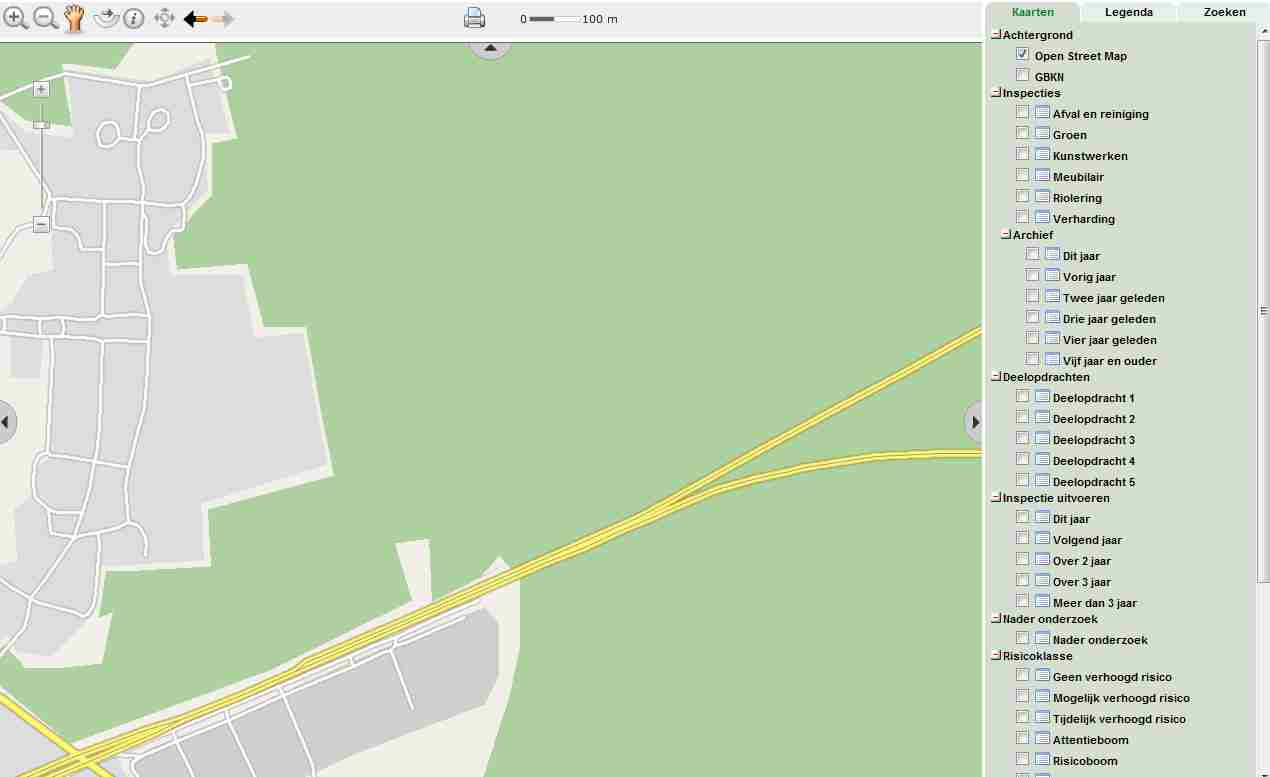 0 100 m
Kaarten Legenda Zoeken
Achtergrond
Open Street Map
GBKN
Inspecties
Afval en reiniging
Groen
Kunstwerken
Meubilair
Riolering
Verharding
Archief
Dit jaar
Vorig jaar
Twee jaar geleden
Drie jaar geleden
Vier jaar geleden
Vijf jaar en ouder
Deelopdrachten
Deelopdracht 1
Deelopdracht 2
Deelopdracht 3
Deelopdracht 4
Deelopdracht 5
Inspectie uitvoeren
Dit jaar
Volgend jaar
Over 2 jaar
Over 3 jaar
Meer dan 3 jaar
Nader onderzoek
Nader onderzoek
Risicoklasse
Geen verhoogd risico
Mogelijk verhoogd risico
Tijdelijk verhoogd risico
Attentieboom
Risicoboom